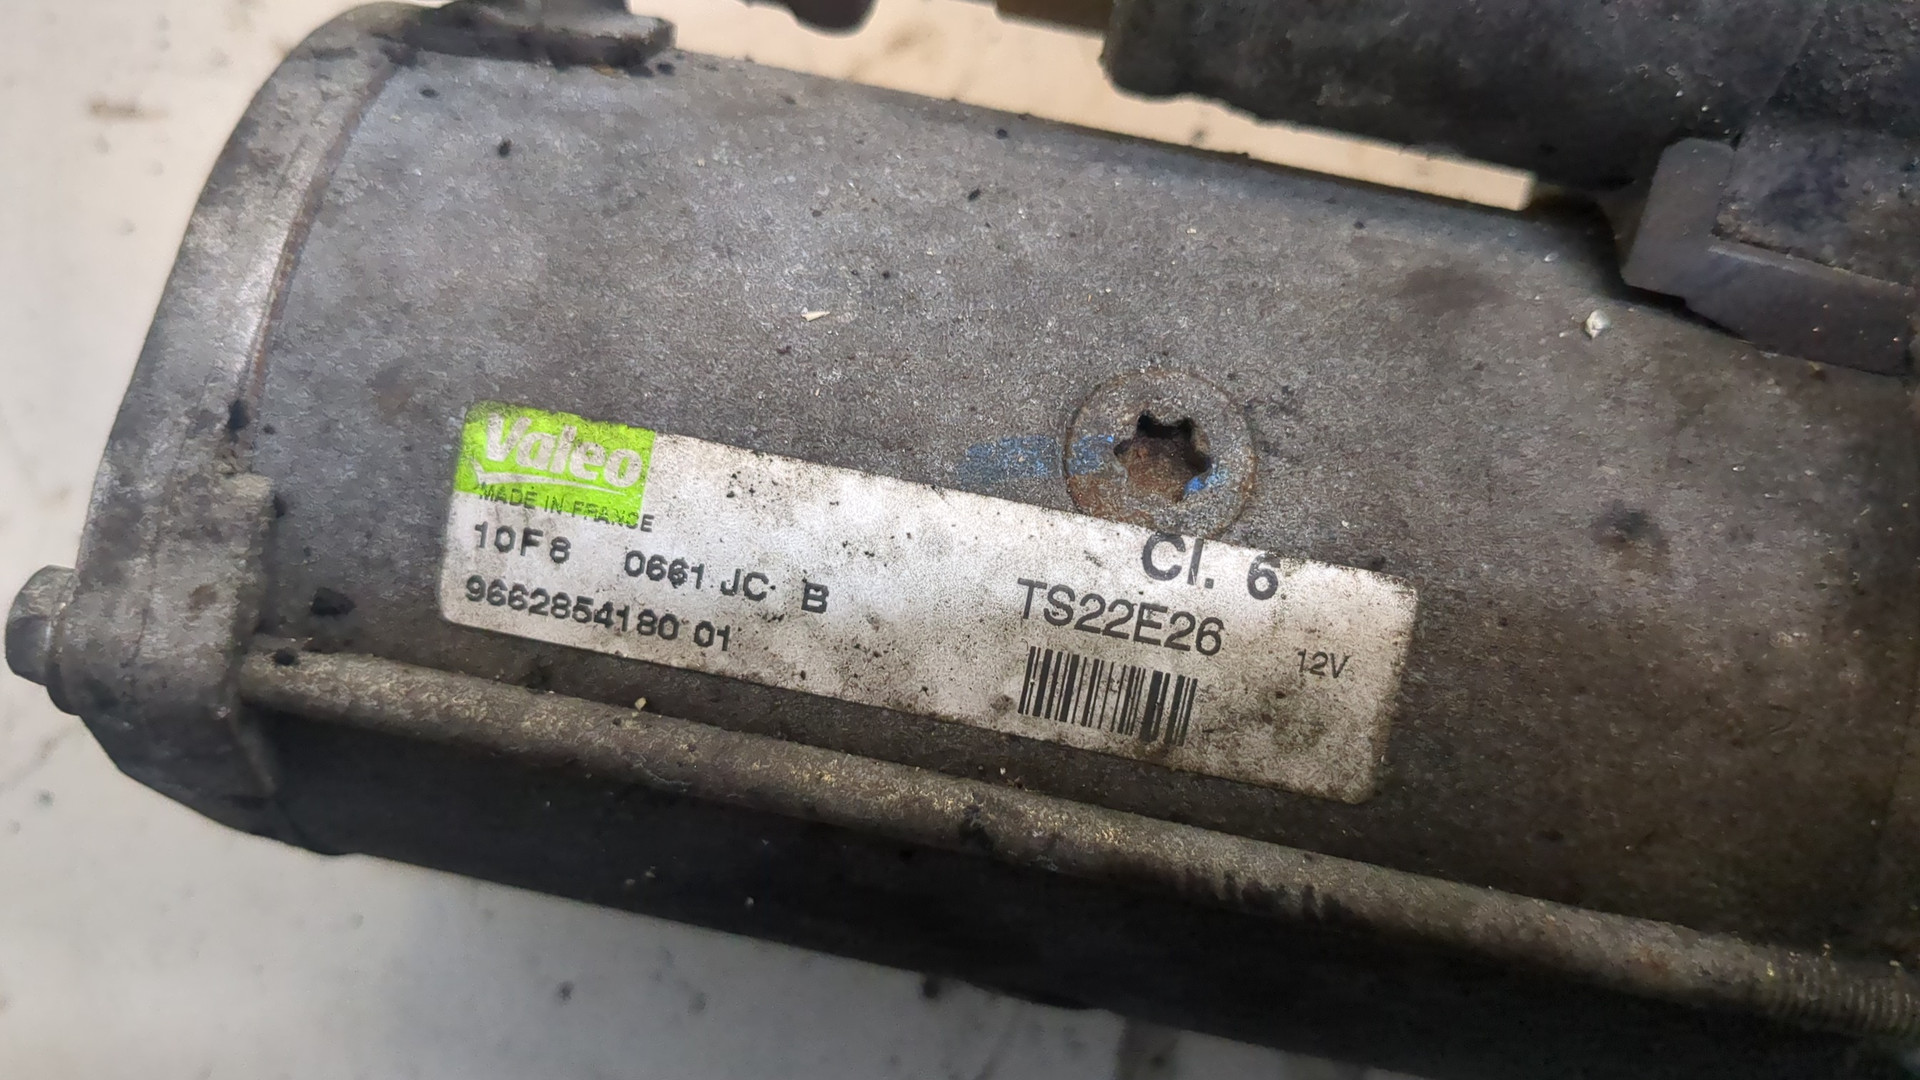 Valeo
MADE IN FRANCE
10F8 0661 JC B
9662854180 01
Cl. 6
TS22E26
12V